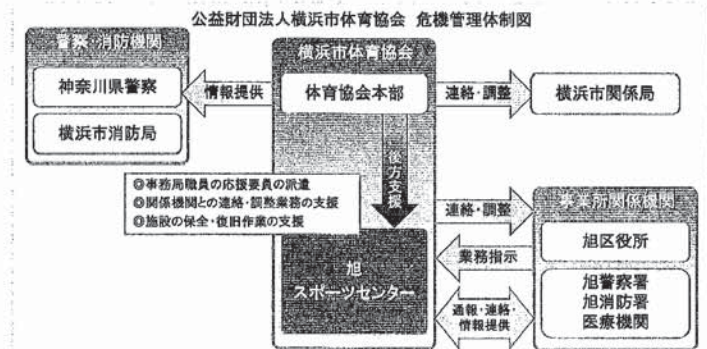 公益財団法人横浜市体育協会　危機管理体制図
警察・消防機関
神奈川県警察
横浜市消防局
情報提供
横浜市体育協会
体育協会本部
連絡・調整
横浜市関係局
後方支援
◎事務局職員の応援要員の派遣
◎関係機関との連絡・調整業務の支援
◎施設の保全・復旧作業の支援
旭
スポーツセンター
連絡・調整
業務指示
通報・連絡・
情報提供
事業所関係機関
旭区役所
旭警察署
旭消防署
医療機関